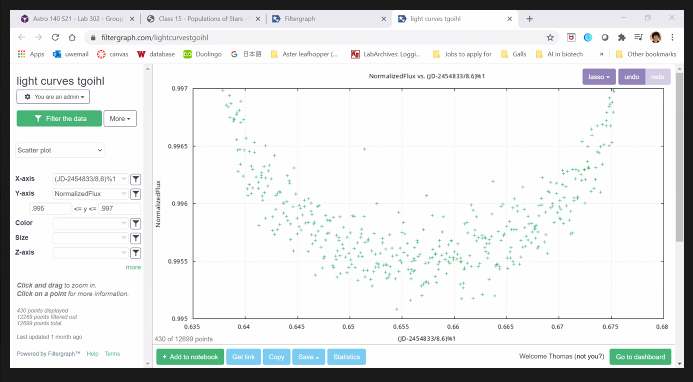 Astro 140 S21 - Lab 302 - Group
Class 15 - Populations of Stars -
Filtergraph
light curves tgoihl
filtergraph.com/lightcurvestgoihl
Apps
uwemail
canvas
database
Duolingo
G
日本語
Aster leafhopper (...
LabArchives: Loggi...
Jobs to apply for
Galls
AI in biotech
»
Other bookmarks
light curves tgoihl
You are an admin
Filter the data
More
Scatter plot
X-axis
(JD-2454833/8.6)%1
Y-axis
NormalizedFlux
.995
<= y <=
.997
Color
Size
Z-axis
more
Click and drag to zoom in.
Click on a point for more information.
430 points displayed
12269 points filtered out
12699 points total
Last updated 1 month ago
Powered by Filtergraph™
Help
Terms
NormalizedFlux vs. (JD-2454833/8.6)%1
lasso
undo
redo
0.997
0.9965
0.996
0.9955
0.995
NormalizedFlux
0.635
0.64
0.645
0.65
0.655
0.66
0.665
0.67
0.675
0.68
430 of 12699 points
(JD-2454833/8.6)%1
+ Add to notebook
Get link
Copy
Save
Statistics
Welcome Thomas (not you?)
Go to dashboard